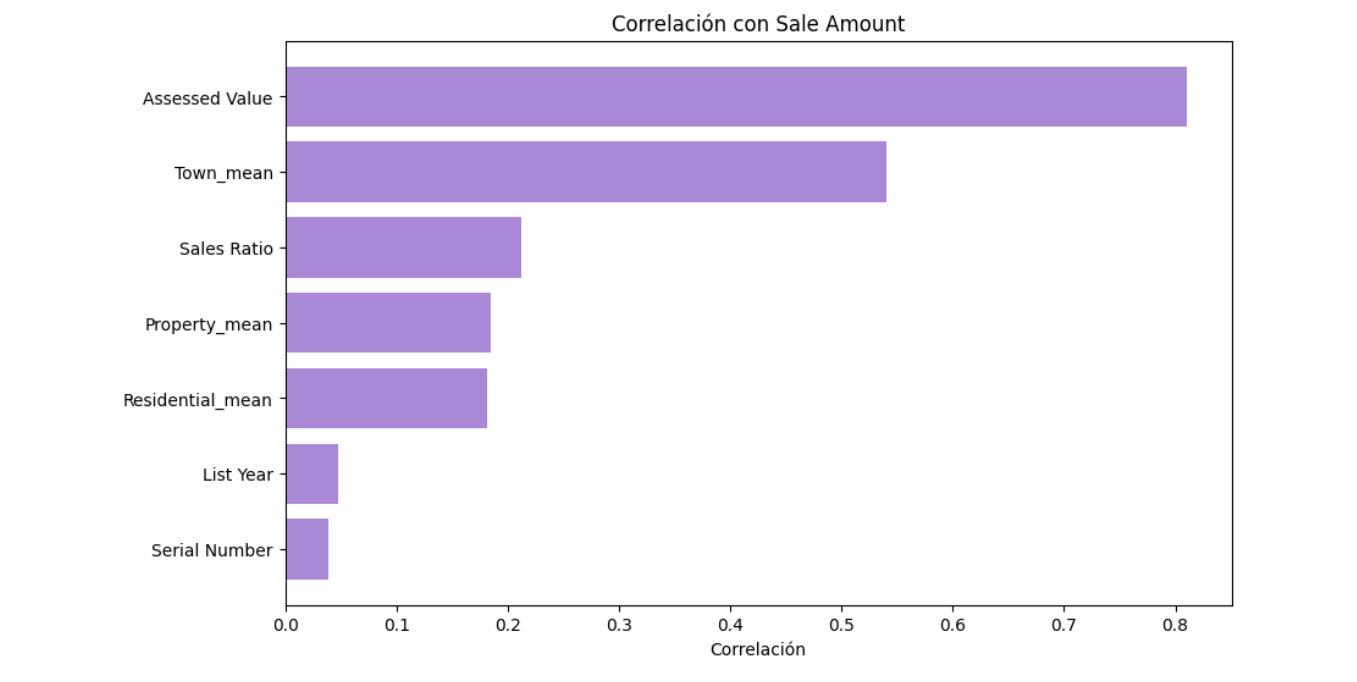 Correlación con Sale Amount
Assessed Value
Town_mean
Sales Ratio
Property_mean
Residential_mean
List Year
Serial Number
0.0 0.1 0.2 0.3 0.4 0.5 0.6 0.7 0.8
Correlación